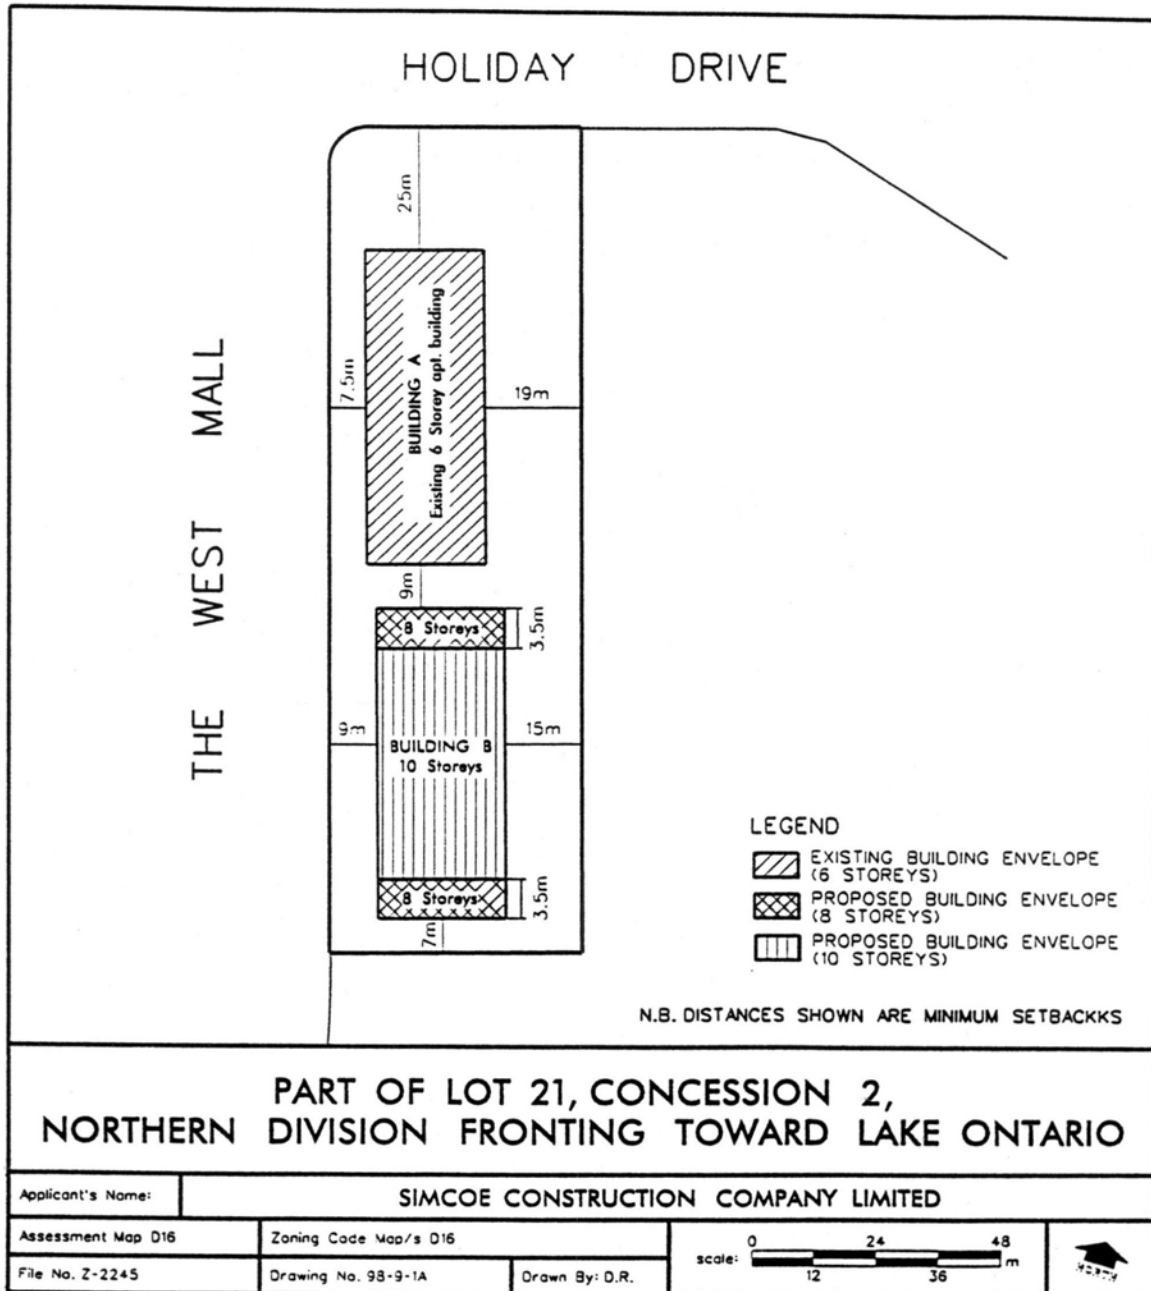 HOLIDAY DRIVE
THE WEST MALL
25m
7.5m
BUILDING A
Existing 6 Storey apl. building
19m
9m
8 Storeys
3.5m
9m
BUILDING B
10 Storeys
15m
8 Storeys
3.5m
7m
LEGEND
EXISTING BUILDING ENVELOPE
(6 STOREYS)
PROPOSED BUILDING ENVELOPE
(8 STOREYS)
PROPOSED BUILDING ENVELOPE
(10 STOREYS)
N.B. DISTANCES SHOWN ARE MINIMUM SETBACKKS
PART OF LOT 21, CONCESSION 2,
NORTHERN DIVISION FRONTING TOWARD LAKE ONTARIO
Applicant's Name:
SIMCOE CONSTRUCTION COMPANY LIMITED
Assessment Map D16
Zoning Code Map/s D16
File No. Z-2245
Drawing No. 98-9-1A
Drawn By: D.R.
scale:
0 24 48
m
12 36